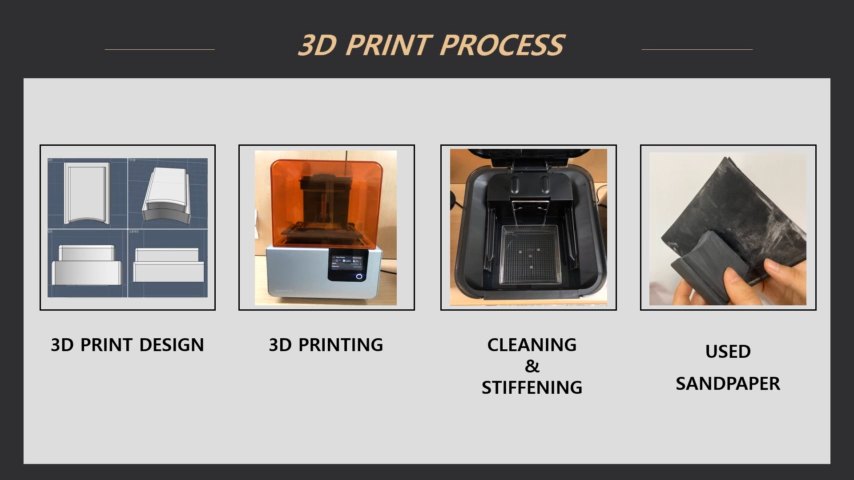 3D PRINT PROCESS
3D PRINT DESIGN
3D PRINTING
CLEANING
&
STIFFENING
USED
SANDPAPER